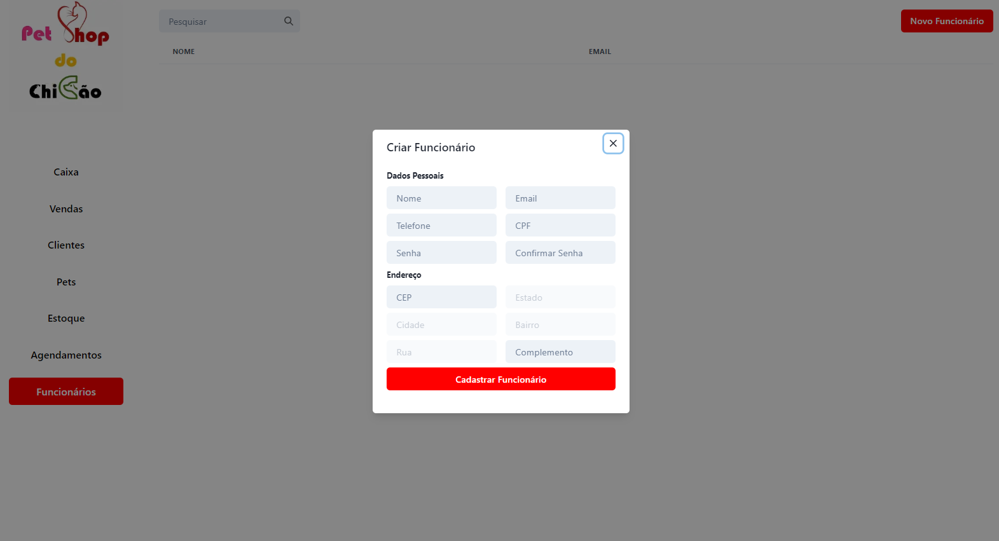 Pet Shop
do
Chicão
Pesquisar
Novo Funcionário
NOME EMAIL
Caixa
Vendas
Clientes
Pets
Estoque
Agendamentos
Funcionários
Criar Funcionário
Dados Pessoais
Nome Email
Telefone CPF
Senha Confirmar Senha
Endereço
CEP Estado
Cidade Bairro
Rua Complemento
Cadastrar Funcionário